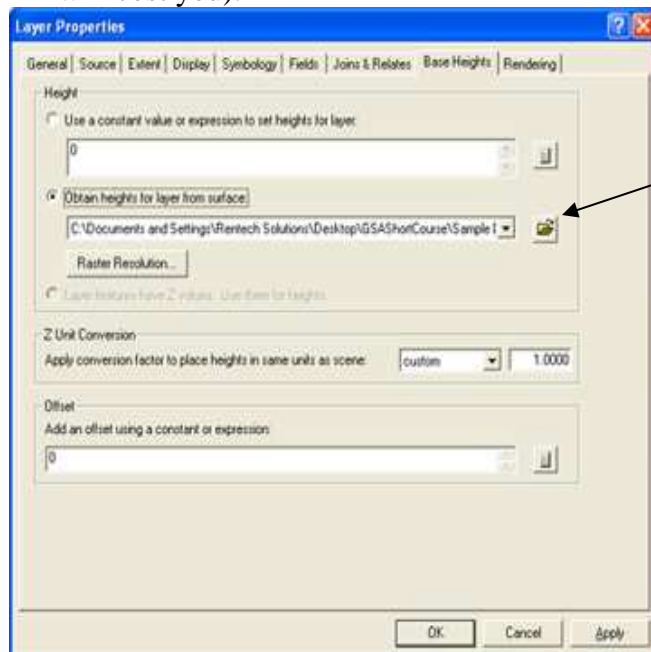 you).
Layer Properties
General Source Extent Display Symbology Fields Joins & Relates Base Heights Rendering
Height
Use a constant value or expression to set heights for layer:
0
Obtain heights for layer from surface:
C:\Documents and Settings\Rentech Solutions\Desktop\GSAShortCourse\Sample
Raster Resolution...
Layer features have Z values. Use them for heights.
Z Unit Conversion
Apply conversion factor to place heights in same units as scene: custom 1.0000
Offset
Add an offset using a constant or expression:
0
OK Cancel Apply